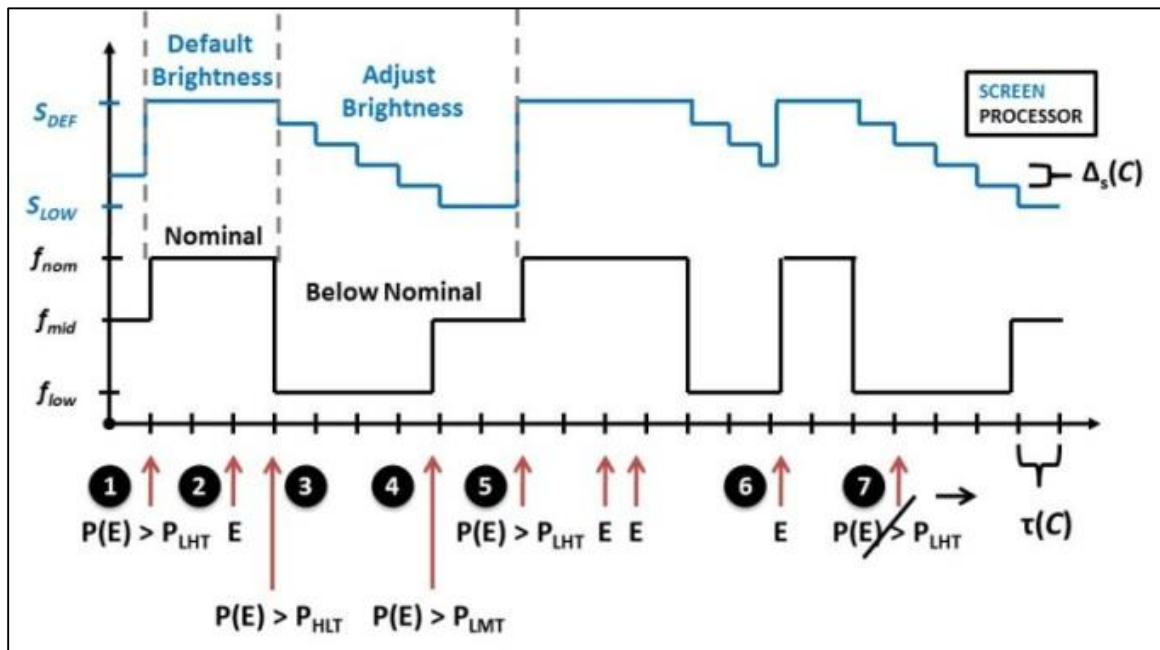 Default
Brightness
Adjust
Brightness
SCREEN
PROCESSOR
S_DEF
Δ_s(C)
S_LOW
Nominal
f_nom
Below Nominal
f_mid
f_low
1 2 3 4 5 6 7
P(E) > P_LHT E P(E) > P_LHT E E E P(E) > P_LHT τ(C)
P(E) > P_HLT P(E) > P_LMT